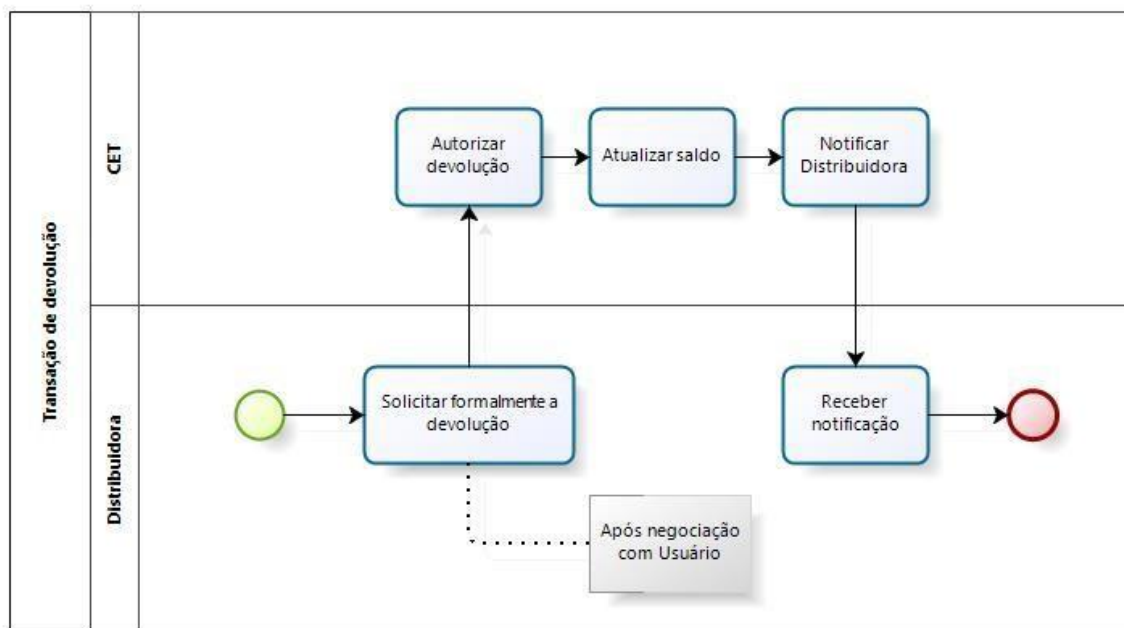 Transação de devolução
CET
Autorizar
devolução
Atualizar saldo
Notificar
Distribuidora
Distribuidora
Solicitar formalmente a
devolução
Receber
notificação
Após negociação
com Usuário